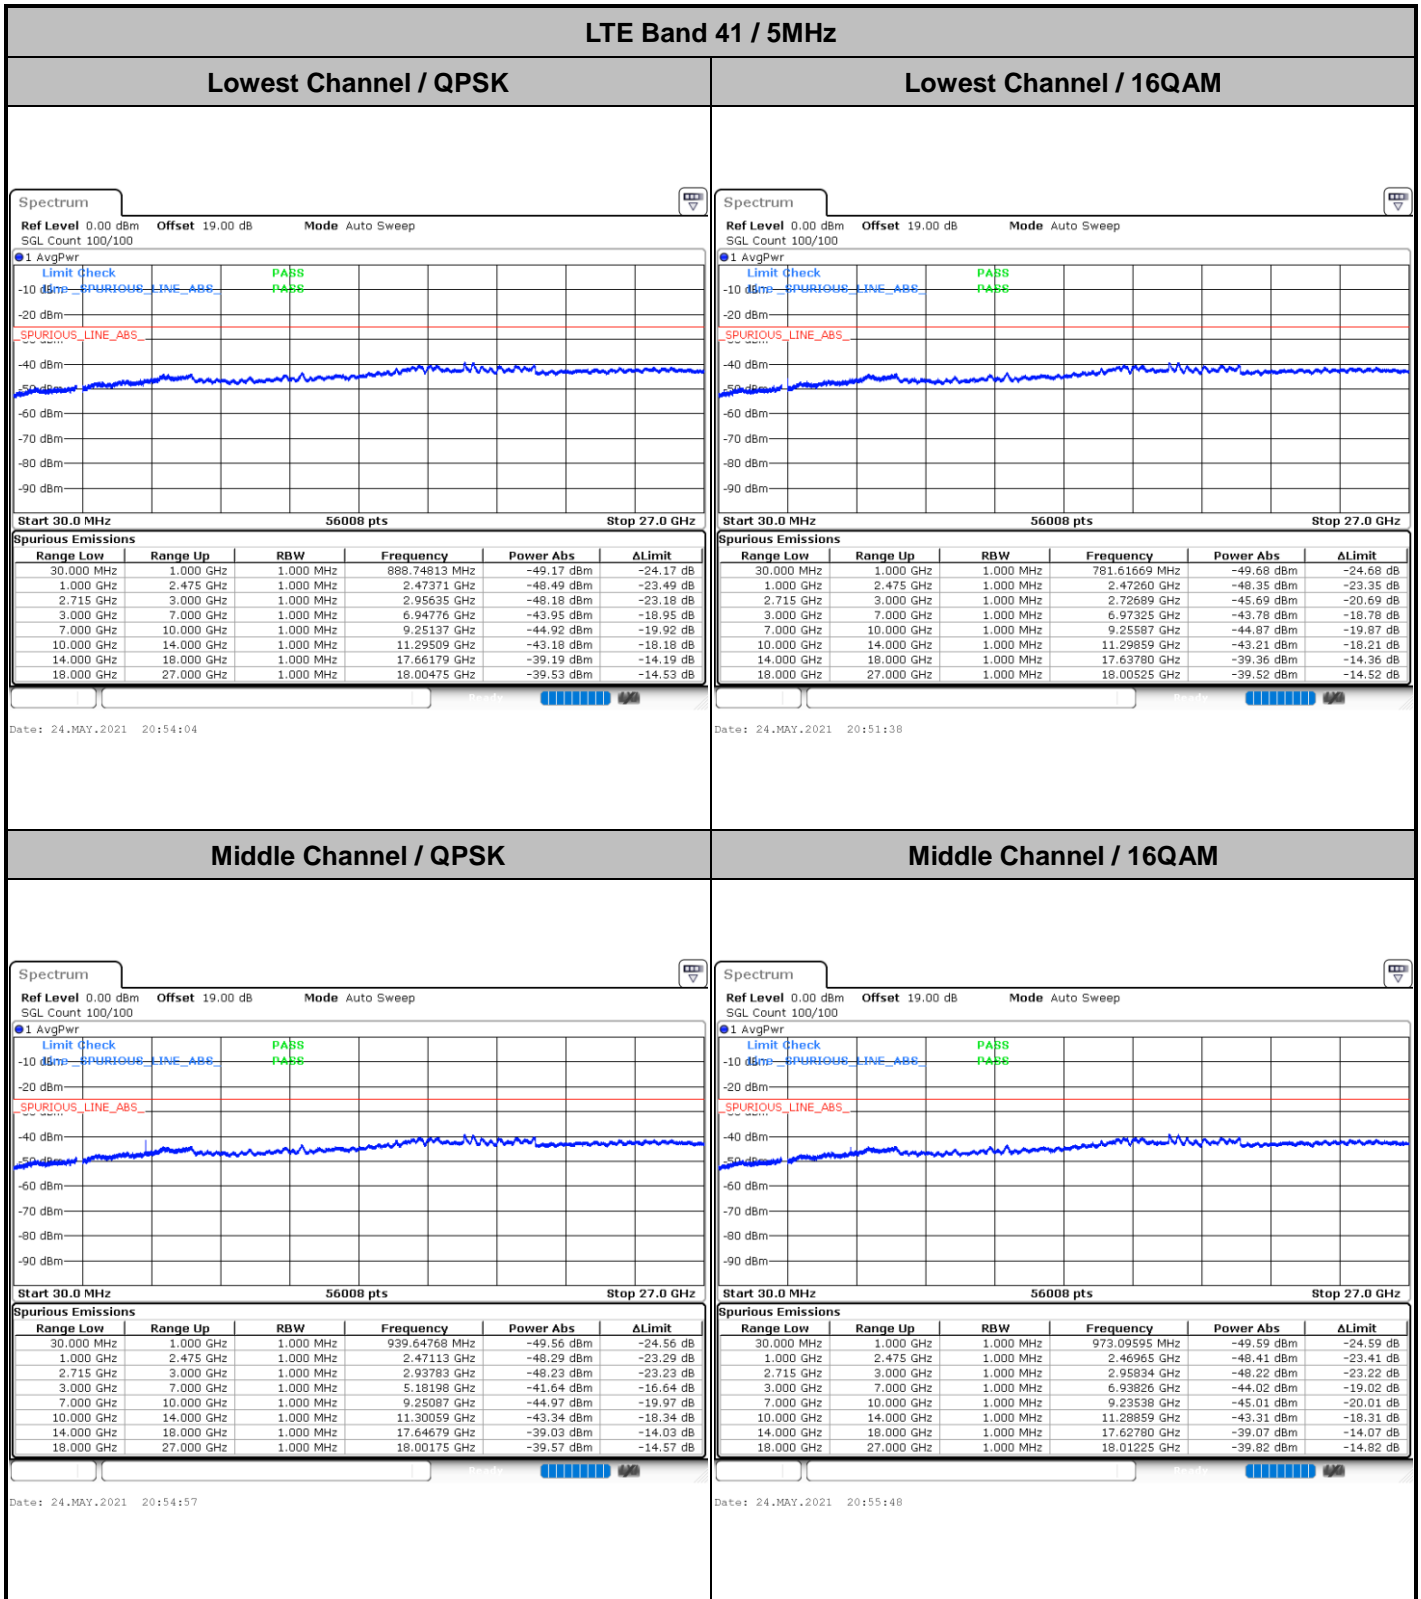 LTE Band 41 / 5MHz
Lowest Channel / QPSK
Lowest Channel / 16QAM
Spectrum
Ref Level 0.00 dBm Offset 19.00 dB Mode Auto Sweep
SGL Count 100/100
1 AvgPwr
Limit Check PASS
-10 dBm Line _SPURIOUS_LINE_ABS_ PASS
-20 dBm
_SPURIOUS_LINE_ABS_
-40 dBm
-50 dBm
-60 dBm
-70 dBm
-80 dBm
-90 dBm
Start 30.0 MHz 56008 pts Stop 27.0 GHz
Spurious Emissions
Range Low Range Up RBW Frequency Power Abs ΔLimit
30.000 MHz 1.000 GHz 1.000 MHz 888.74813 MHz -49.17 dBm -24.17 dB
1.000 GHz 2.475 GHz 1.000 MHz 2.47371 GHz -48.49 dBm -23.49 dB
2.715 GHz 3.000 GHz 1.000 MHz 2.95635 GHz -48.18 dBm -23.18 dB
3.000 GHz 7.000 GHz 1.000 MHz 6.94776 GHz -43.95 dBm -18.95 dB
7.000 GHz 10.000 GHz 1.000 MHz 9.25137 GHz -44.92 dBm -19.92 dB
10.000 GHz 14.000 GHz 1.000 MHz 11.29509 GHz -43.18 dBm -18.18 dB
14.000 GHz 18.000 GHz 1.000 MHz 17.66179 GHz -39.19 dBm -14.19 dB
18.000 GHz 27.000 GHz 1.000 MHz 18.00475 GHz -39.53 dBm -14.53 dB
Date: 24.MAY.2021 20:54:04
Spectrum
Ref Level 0.00 dBm Offset 19.00 dB Mode Auto Sweep
SGL Count 100/100
1 AvgPwr
Limit Check PASS
-10 dBm Line _SPURIOUS_LINE_ABS_ PASS
-20 dBm
_SPURIOUS_LINE_ABS_
-40 dBm
-50 dBm
-60 dBm
-70 dBm
-80 dBm
-90 dBm
Start 30.0 MHz 56008 pts Stop 27.0 GHz
Spurious Emissions
Range Low Range Up RBW Frequency Power Abs ΔLimit
30.000 MHz 1.000 GHz 1.000 MHz 781.61669 MHz -49.68 dBm -24.68 dB
1.000 GHz 2.475 GHz 1.000 MHz 2.47260 GHz -48.35 dBm -23.35 dB
2.715 GHz 3.000 GHz 1.000 MHz 2.72689 GHz -45.69 dBm -20.69 dB
3.000 GHz 7.000 GHz 1.000 MHz 6.97325 GHz -43.78 dBm -18.78 dB
7.000 GHz 10.000 GHz 1.000 MHz 9.25587 GHz -44.87 dBm -19.87 dB
10.000 GHz 14.000 GHz 1.000 MHz 11.29859 GHz -43.21 dBm -18.21 dB
14.000 GHz 18.000 GHz 1.000 MHz 17.63780 GHz -39.36 dBm -14.36 dB
18.000 GHz 27.000 GHz 1.000 MHz 18.00525 GHz -39.52 dBm -14.52 dB
Date: 24.MAY.2021 20:51:38
Middle Channel / QPSK
Middle Channel / 16QAM
Spectrum
Ref Level 0.00 dBm Offset 19.00 dB Mode Auto Sweep
SGL Count 100/100
1 AvgPwr
Limit Check PASS
-10 dBm Line _SPURIOUS_LINE_ABS_ PASS
-20 dBm
_SPURIOUS_LINE_ABS_
-40 dBm
-50 dBm
-60 dBm
-70 dBm
-80 dBm
-90 dBm
Start 30.0 MHz 56008 pts Stop 27.0 GHz
Spurious Emissions
Range Low Range Up RBW Frequency Power Abs ΔLimit
30.000 MHz 1.000 GHz 1.000 MHz 939.64768 MHz -49.56 dBm -24.56 dB
1.000 GHz 2.475 GHz 1.000 MHz 2.47113 GHz -48.29 dBm -23.29 dB
2.715 GHz 3.000 GHz 1.000 MHz 2.93783 GHz -48.23 dBm -23.23 dB
3.000 GHz 7.000 GHz 1.000 MHz 5.18198 GHz -41.64 dBm -16.64 dB
7.000 GHz 10.000 GHz 1.000 MHz 9.25087 GHz -44.97 dBm -19.97 dB
10.000 GHz 14.000 GHz 1.000 MHz 11.30059 GHz -43.34 dBm -18.34 dB
14.000 GHz 18.000 GHz 1.000 MHz 17.64679 GHz -39.03 dBm -14.03 dB
18.000 GHz 27.000 GHz 1.000 MHz 18.00175 GHz -39.57 dBm -14.57 dB
Date: 24.MAY.2021 20:54:57
Spectrum
Ref Level 0.00 dBm Offset 19.00 dB Mode Auto Sweep
SGL Count 100/100
1 AvgPwr
Limit Check PASS
-10 dBm Line _SPURIOUS_LINE_ABS_ PASS
-20 dBm
_SPURIOUS_LINE_ABS_
-40 dBm
-50 dBm
-60 dBm
-70 dBm
-80 dBm
-90 dBm
Start 30.0 MHz 56008 pts Stop 27.0 GHz
Spurious Emissions
Range Low Range Up RBW Frequency Power Abs ΔLimit
30.000 MHz 1.000 GHz 1.000 MHz 973.09595 MHz -49.59 dBm -24.59 dB
1.000 GHz 2.475 GHz 1.000 MHz 2.46965 GHz -48.41 dBm -23.41 dB
2.715 GHz 3.000 GHz 1.000 MHz 2.95834 GHz -48.22 dBm -23.22 dB
3.000 GHz 7.000 GHz 1.000 MHz 6.93826 GHz -44.02 dBm -19.02 dB
7.000 GHz 10.000 GHz 1.000 MHz 9.23538 GHz -45.01 dBm -20.01 dB
10.000 GHz 14.000 GHz 1.000 MHz 11.28859 GHz -43.31 dBm -18.31 dB
14.000 GHz 18.000 GHz 1.000 MHz 17.62780 GHz -39.07 dBm -14.07 dB
18.000 GHz 27.000 GHz 1.000 MHz 18.01225 GHz -39.82 dBm -14.82 dB
Date: 24.MAY.2021 20:55:48